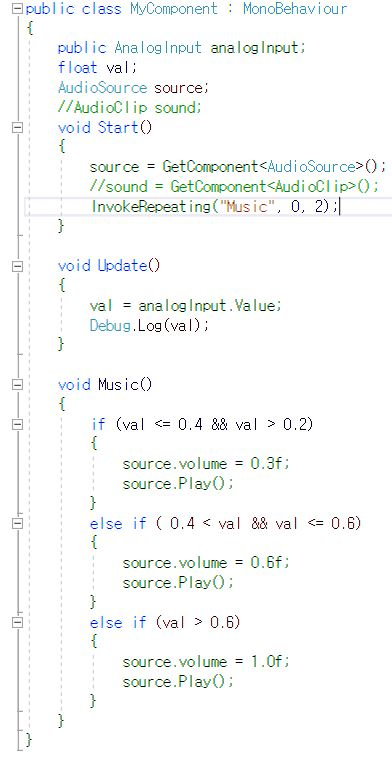 public class MyComponent : MonoBehaviour
{
    public AnalogInput analogInput;
    float val;
    AudioSource source;
    //AudioClip sound;
    void Start()
    {
        source = GetComponent<AudioSource>();
        //sound = GetComponent<AudioClip>();
        InvokeRepeating("Music", 0, 2);
    }

    void Update()
    {
        val = analogInput.Value;
        Debug.Log(val);
    }

    void Music()
    {
        if (val <= 0.4 && val > 0.2)
        {
            source.volume = 0.3f;
            source.Play();
        }
        else if ( 0.4 < val && val <= 0.6)
        {
            source.volume = 0.6f;
            source.Play();
        }
        else if (val > 0.6)
        {
            source.volume = 1.0f;
            source.Play();
        }
    }
}